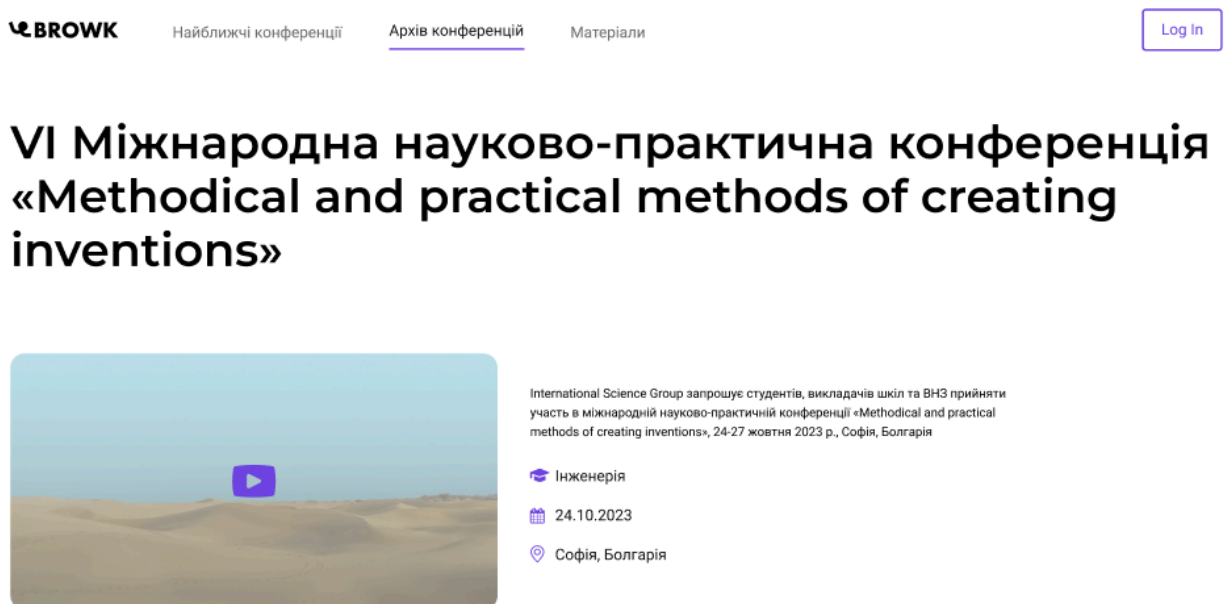 BROWK
Найближчі конференції
Архів конференцій
Матеріали
Log In
VI Міжнародна науково-практична конференція
«Methodical and practical methods of creating
inventions»
International Science Group запрошує студентів, викладачів шкіл та ВНЗ прийняти
участь в міжнародній науково-практичній конференції «Methodical and practical
methods of creating inventions», 24-27 жовтня 2023 р., Софія, Болгарія
Інженерія
24.10.2023
Софія, Болгарія